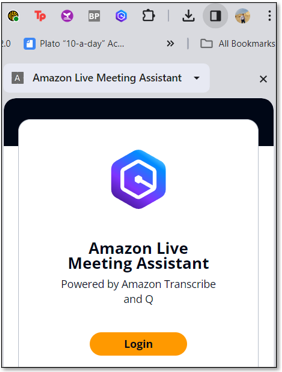 Tp
BP
2.0
Plato "10-a-day" Ac...
»
All Bookmarks
A
Amazon Live Meeting Assistant
Amazon Live
Meeting Assistant
Powered by Amazon Transcribe
and Q
Login